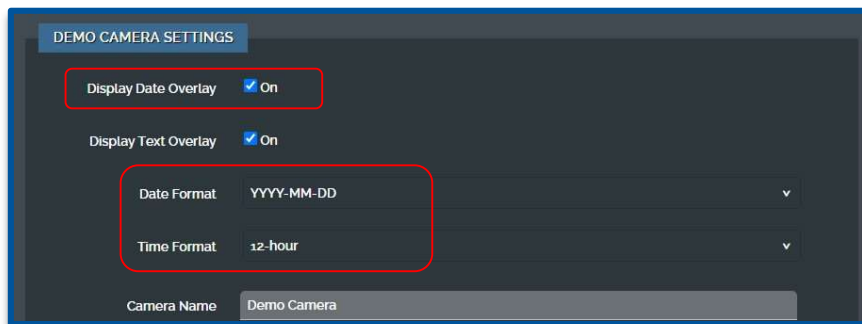 DEMO CAMERA SETTINGS
Display Date Overlay On
Display Text Overlay On
Date Format YYYY-MM-DD
Time Format 12-hour
Camera Name Demo Camera